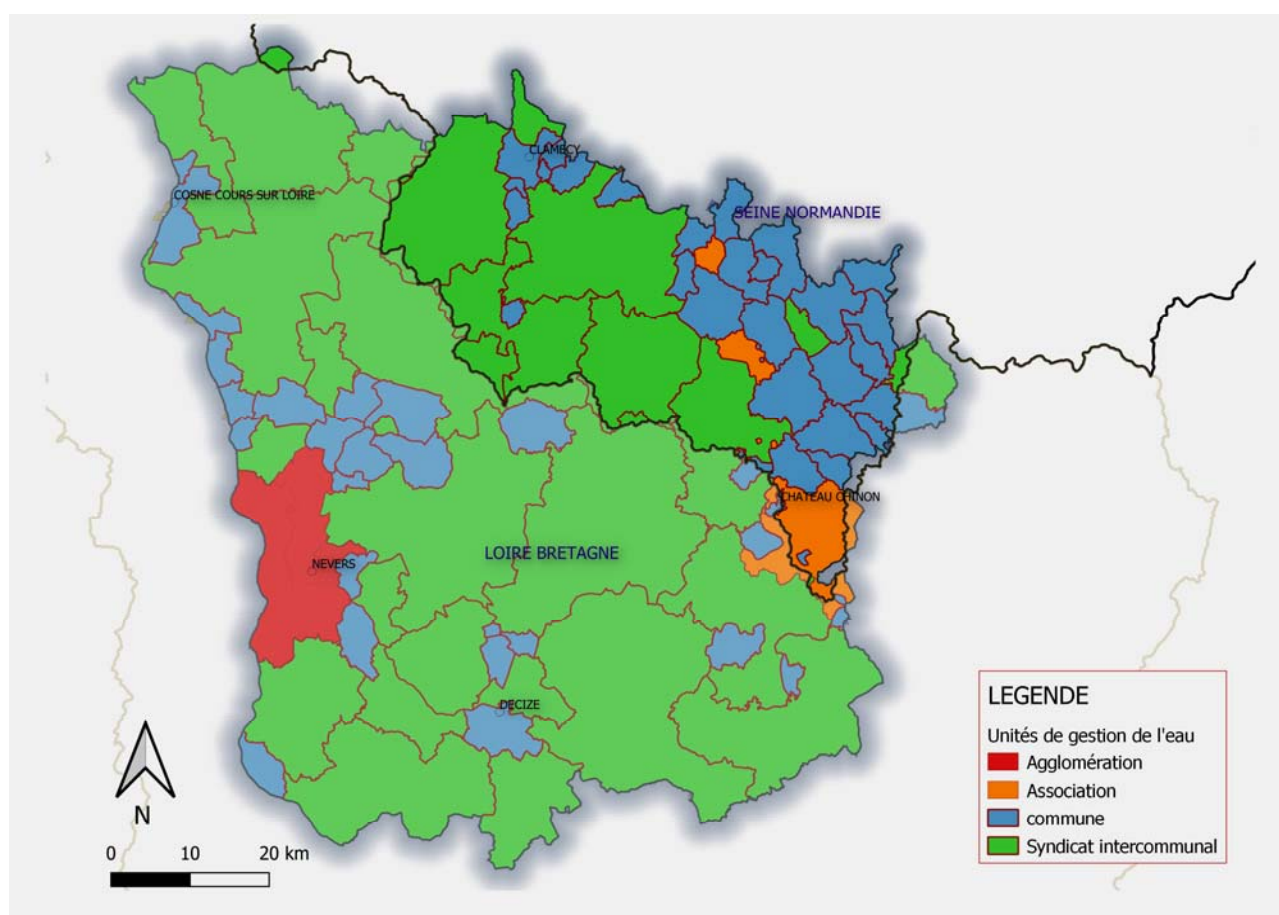 CLAMECY
COSNE COURS SUR LOIRE
SEINE NORMANDIE
CHATEAU CHINON
LOIRE BRETAGNE
NEVERS
DECIZE
N
0 10 20 km
LEGENDE
Unités de gestion de l'eau
Agglomération
Association
commune
Syndicat intercommunal